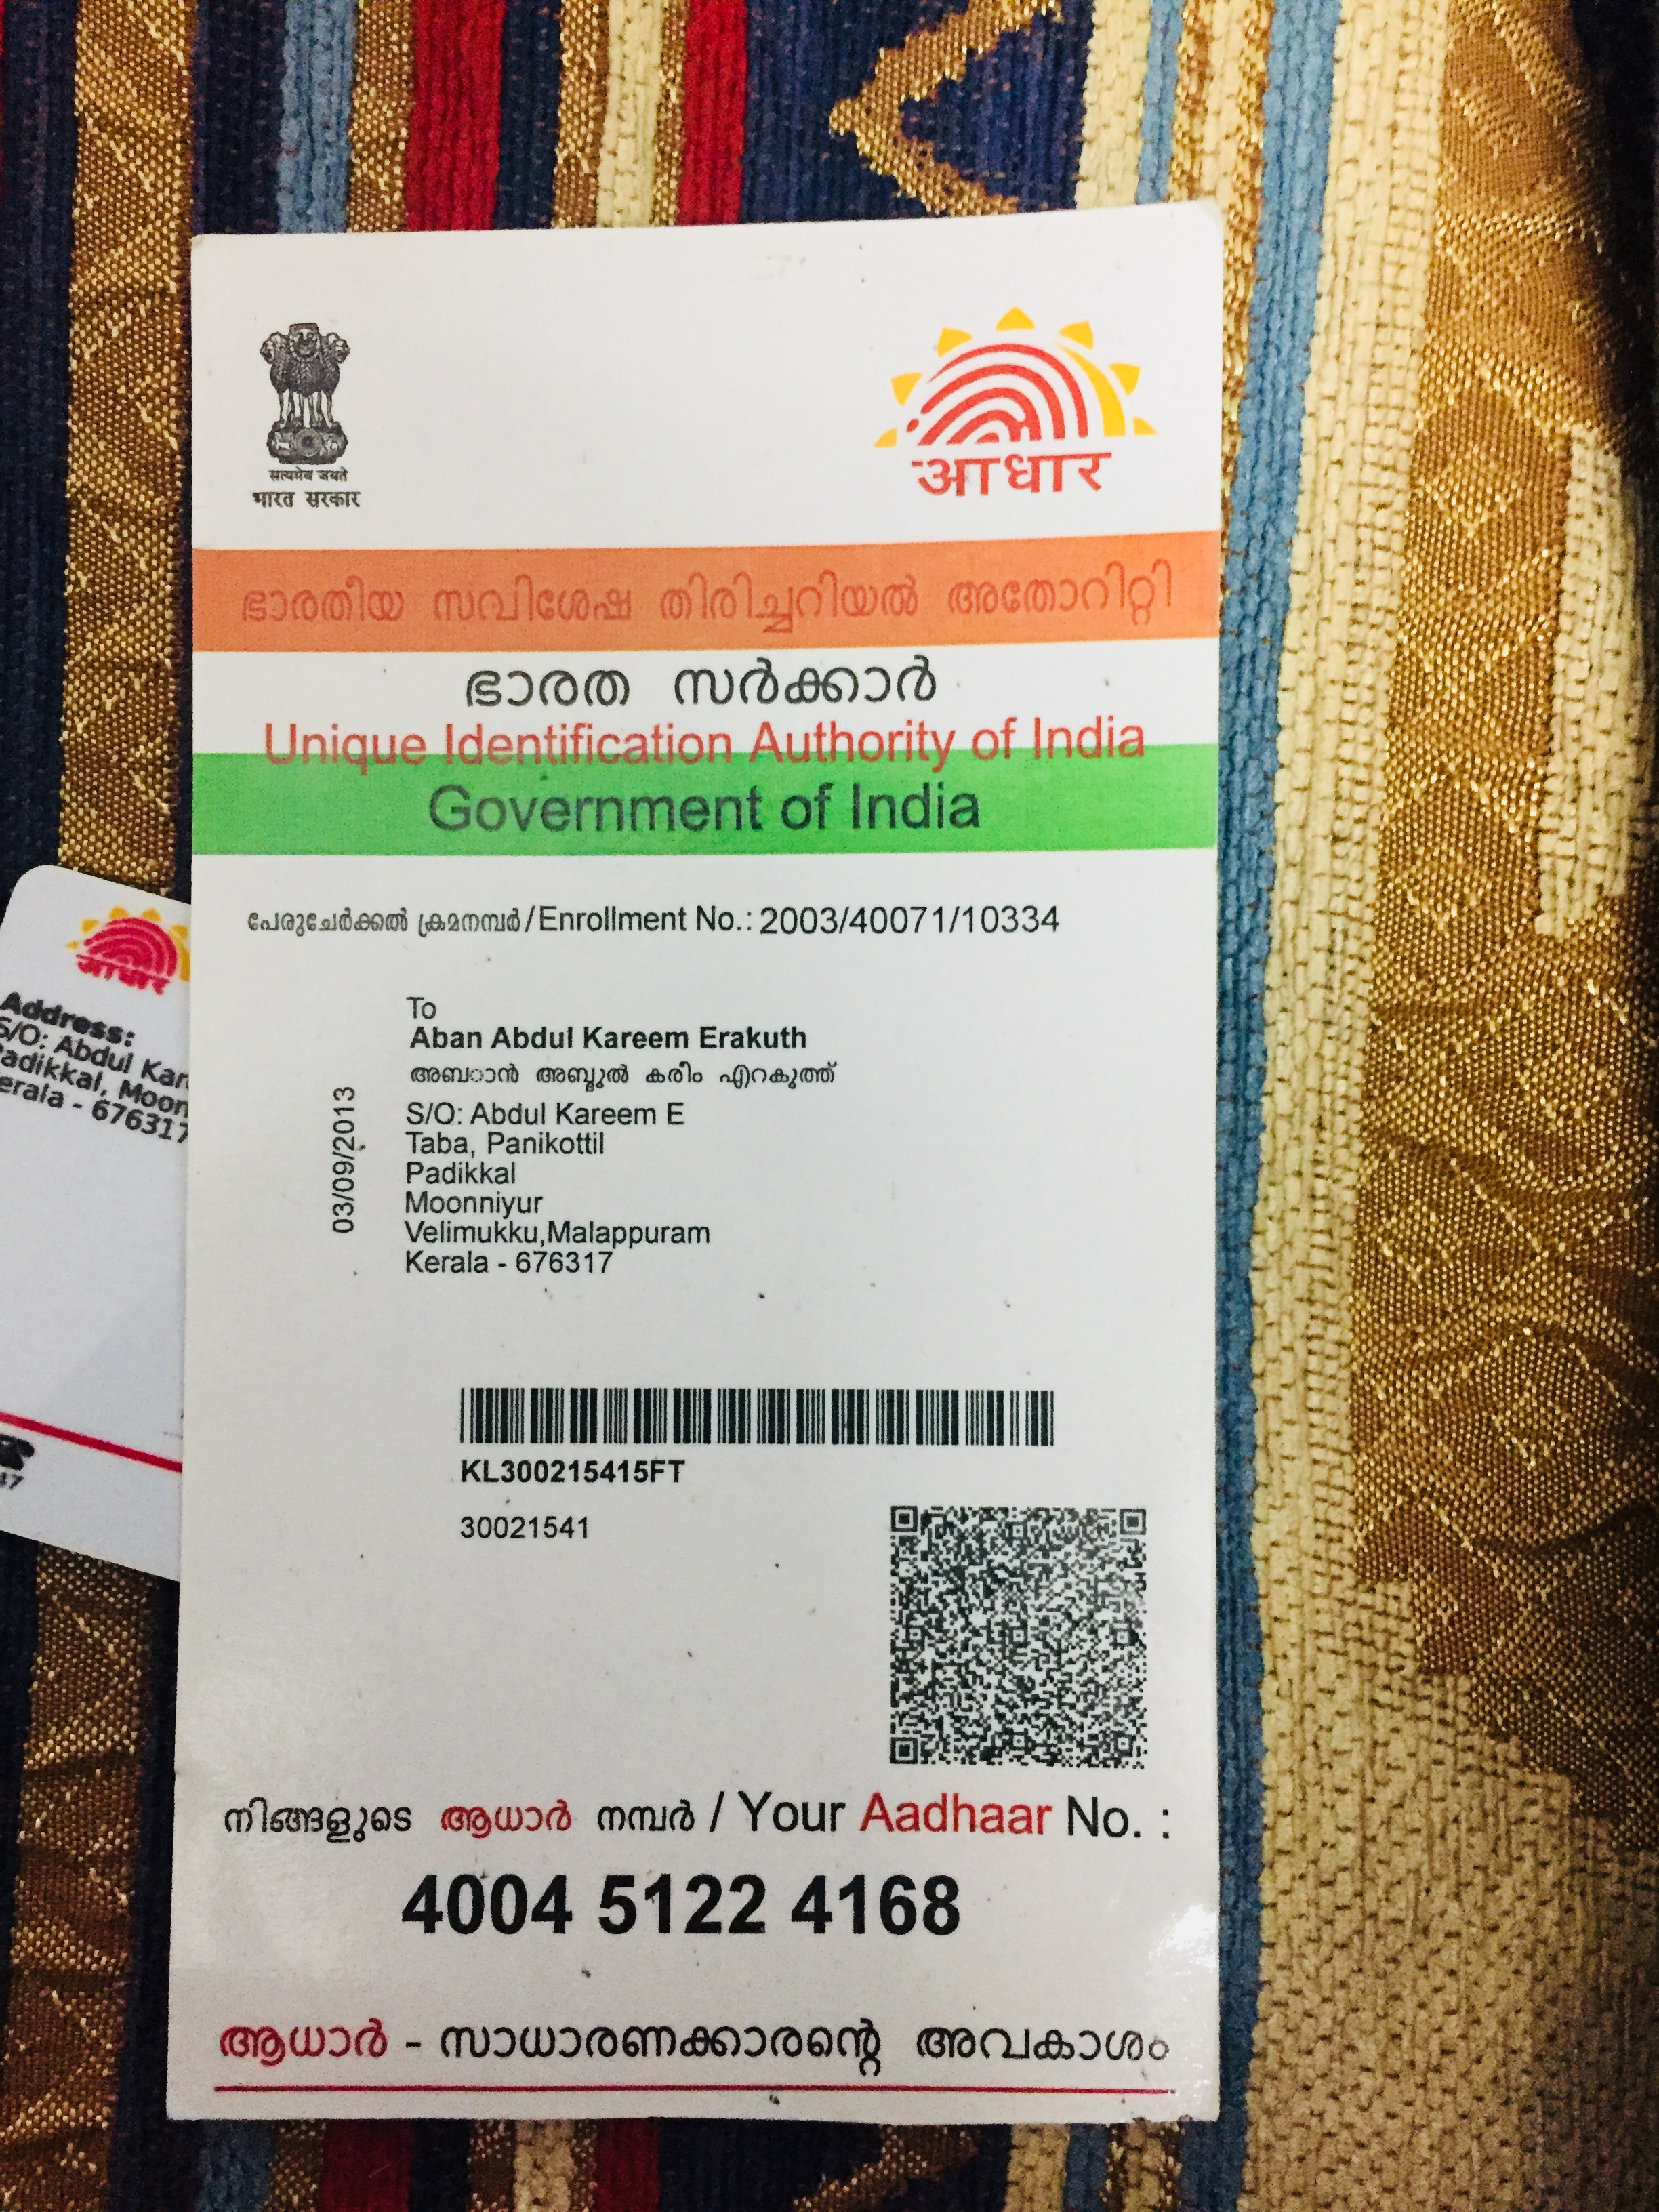 सत्यमेव जयते
भारत सरकार
आधार
ഭാരതീയ സവിശേഷ തിരിച്ചറിയൽ അതോറിറ്റി
ഭാരത സർക്കാർ
Unique Identification Authority of India
Government of India
പേരുചേർക്കൽ ക്രമനമ്പർ/Enrollment No.: 2003/40071/10334
To
Aban Abdul Kareem Erakuth
അബാൻ അബ്ദുൽ കരീം എറകുത്ത്
S/O: Abdul Kareem E
Taba, Panikottil
Padikkal
Moonniyur
Velimukku,Malappuram
Kerala - 676317
03/09/2013
KL300215415FT
30021541
നിങ്ങളുടെ ആധാർ നമ്പർ / Your Aadhaar No. :
4004 5122 4168
ആധാർ - സാധാരണക്കാരന്റെ അവകാശം
आधार
Address:
S/O: Abdul Kar
adikkal, Moon
erala - 676317
47